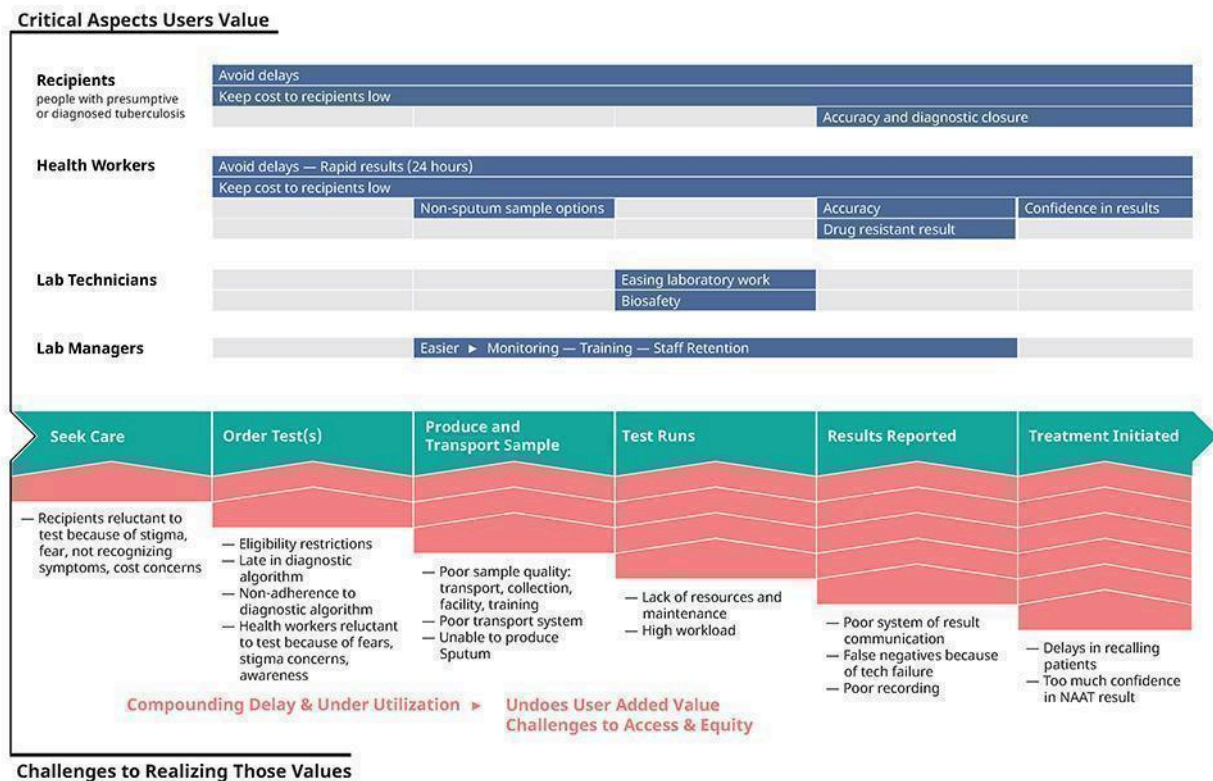 Critical Aspects Users Value
Recipients
people with presumptive
or diagnosed tuberculosis
Avoid delays
Keep cost to recipients low
Accuracy and diagnostic closure
Health Workers
Avoid delays — Rapid results (24 hours)
Keep cost to recipients low
Non-sputum sample options
Accuracy
Confidence in results
Drug resistant result
Lab Technicians
Easing laboratory work
Biosafety
Lab Managers
Easier ► Monitoring — Training — Staff Retention
Seek Care
Order Test(s)
Produce and
Transport Sample
Test Runs
Results Reported
Treatment Initiated
— Recipients reluctant to
test because of stigma,
fear, not recognizing
symptoms, cost concerns
— Eligibility restrictions
— Late in diagnostic
algorithm
— Non-adherence to
diagnostic algorithm
— Health workers reluctant
to test because of fears,
stigma concerns,
awareness
— Poor sample quality:
transport, collection,
facility, training
— Poor transport system
— Unable to produce
Sputum
— Lack of resources and
maintenance
— High workload
— Poor system of result
communication
— False negatives because
of tech failure
— Poor recording
— Delays in recalling
patients
— Too much confidence
in NAAT result
Compounding Delay & Under Utilization ►
Undoes User Added Value
Challenges to Access & Equity
Challenges to Realizing Those Values